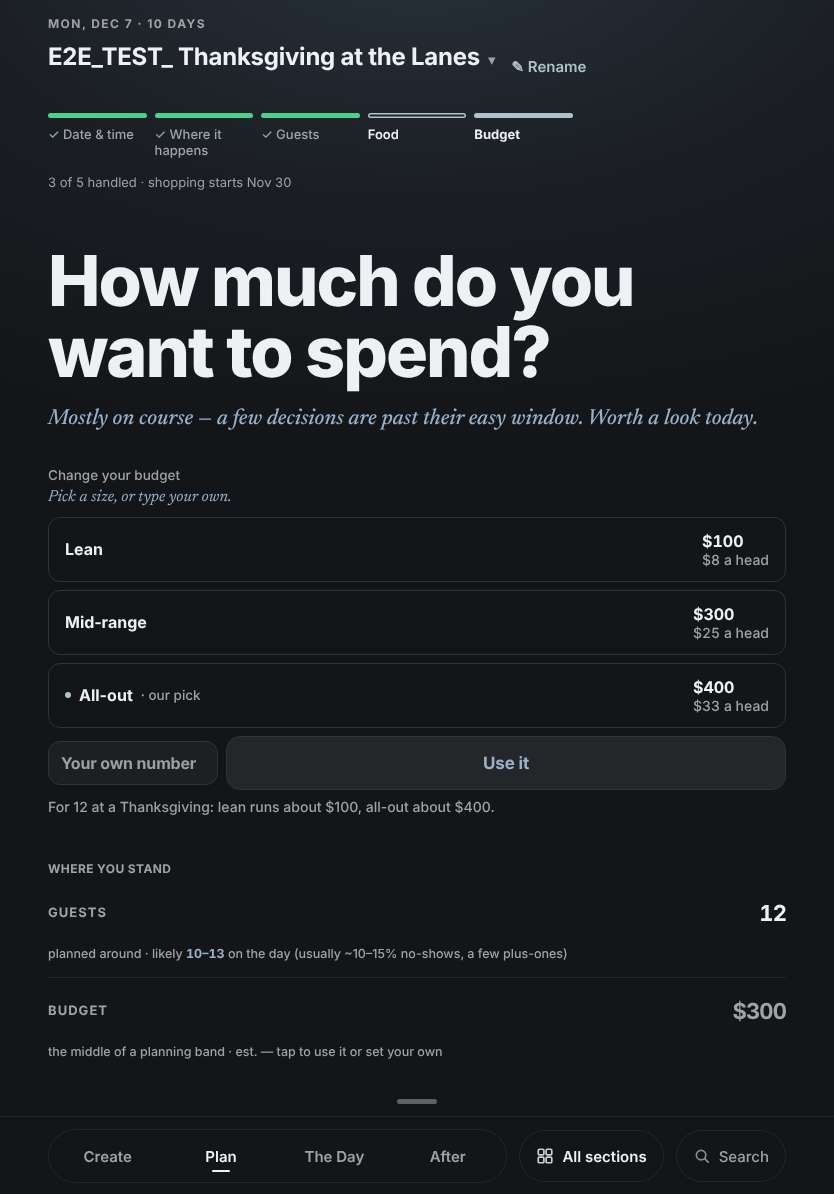 MON, DEC 7 · 10 DAYS
E2E_TEST_ Thanksgiving at the Lanes ▾ ✎ Rename
✓ Date & time
✓ Where it happens
✓ Guests
Food
Budget
3 of 5 handled · shopping starts Nov 30
How much do you
want to spend?
Mostly on course – a few decisions are past their easy window. Worth a look today.
Change your budget
Pick a size, or type your own.
Lean $100
$8 a head
Mid-range $300
$25 a head
All-out · our pick $400
$33 a head
Your own number Use it
For 12 at a Thanksgiving: lean runs about $100, all-out about $400.
WHERE YOU STAND
GUESTS 12
planned around · likely 10–13 on the day (usually ~10–15% no-shows, a few plus-ones)
BUDGET $300
the middle of a planning band · est. — tap to use it or set your own
Create Plan The Day After All sections Search